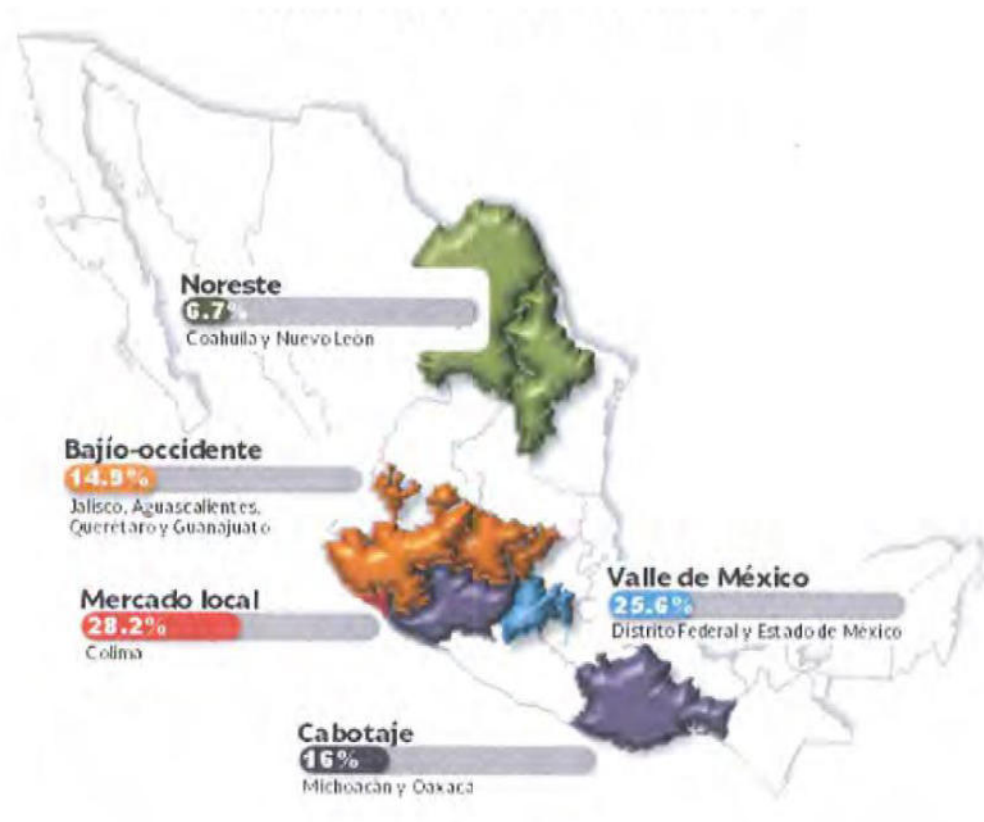 Noreste
6.7%
Coahuila y Nuevo León
Bajío-occidente
14.9%
Jalisco, Aguascalientes,
Querétaro y Guanajuato
Mercado local
28.2%
Colima
Valle de México
25.6%
Distrito Federal y Estado de México
Cabotaje
16%
Michoacán y Oaxaca